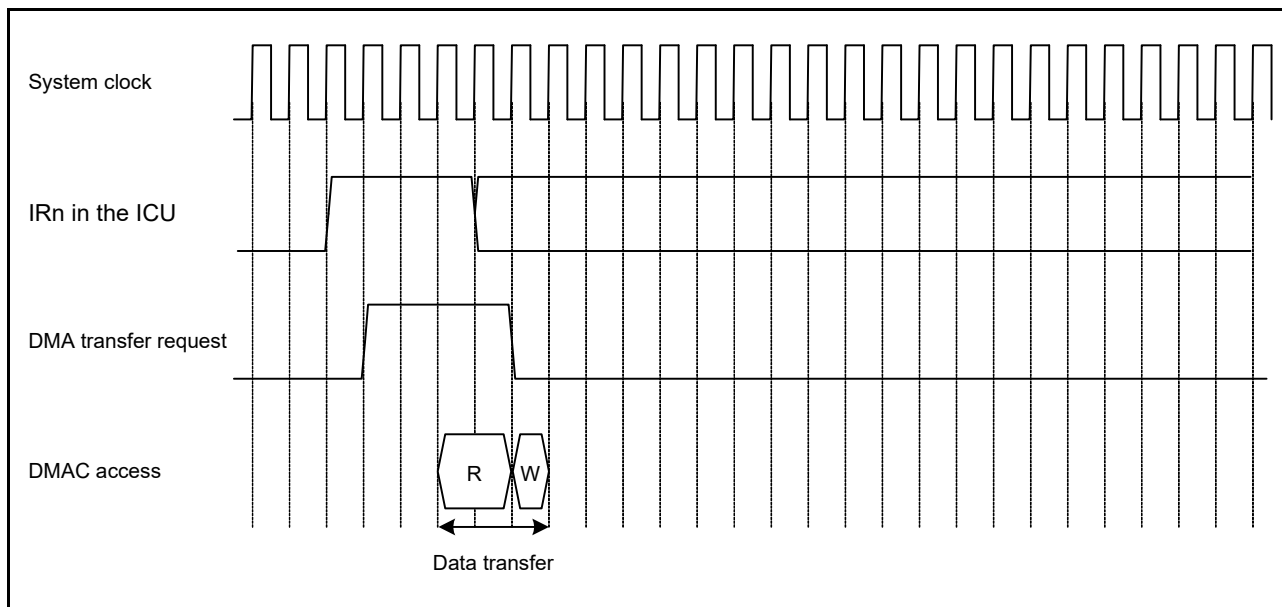 System clock
IRn in the ICU
DMA transfer request
DMAC access
R
W
Data transfer